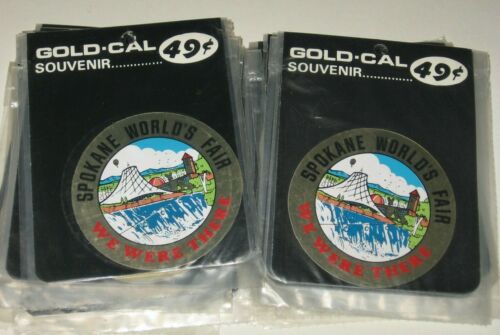 GOLD-CAL
SOUVENIR.............. 49¢
SPOKANE WORLD'S FAIR
WE WERE THERE
GOLD-CAL
SOUVENIR.............. 49¢
SPOKANE WORLD'S FAIR
WE WERE THERE